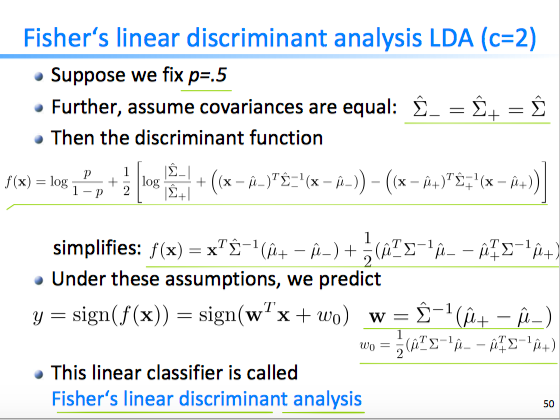 Fisher‘s linear discriminant analysis LDA (c=2)
Suppose we fix p=.5
Further, assume covariances are equal: $\hat{\Sigma}_- = \hat{\Sigma}_+ = \hat{\Sigma}$
Then the discriminant function
$f(\mathbf{x}) = \log \frac{p}{1-p} + \frac{1}{2}\left[\log \frac{|\hat{\Sigma}_-|}{|\hat{\Sigma}_+|} + \left((\mathbf{x}-\hat{\mu}_-)^T \hat{\Sigma}_-^{-1}(\mathbf{x}-\hat{\mu}_-)\right) - \left((\mathbf{x}-\hat{\mu}_+)^T \hat{\Sigma}_+^{-1}(\mathbf{x}-\hat{\mu}_+)\right)\right]$
simplifies: $f(\mathbf{x}) = \mathbf{x}^T \hat{\Sigma}^{-1}(\hat{\mu}_+ - \hat{\mu}_-) + \frac{1}{2}(\hat{\mu}_-^T \Sigma^{-1} \hat{\mu}_- - \hat{\mu}_+^T \Sigma^{-1} \hat{\mu}_+)$
Under these assumptions, we predict
$y = \text{sign}(f(\mathbf{x})) = \text{sign}(\mathbf{w}^T \mathbf{x} + w_0)$ $\mathbf{w} = \hat{\Sigma}^{-1}(\hat{\mu}_+ - \hat{\mu}_-)$
$w_0 = \frac{1}{2}(\hat{\mu}_-^T \Sigma^{-1} \hat{\mu}_- - \hat{\mu}_+^T \Sigma^{-1} \hat{\mu}_+)$
This linear classifier is called
Fisher‘s linear discriminant analysis
50